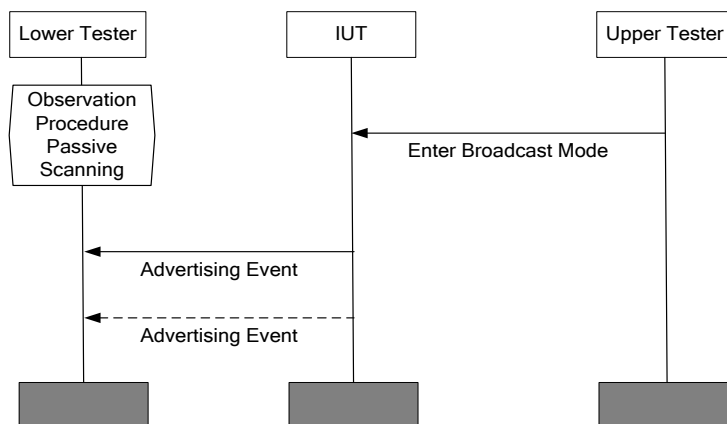 Lower Tester
IUT
Upper Tester
Observation
Procedure
Passive
Scanning
Enter Broadcast Mode
Advertising Event
Advertising Event